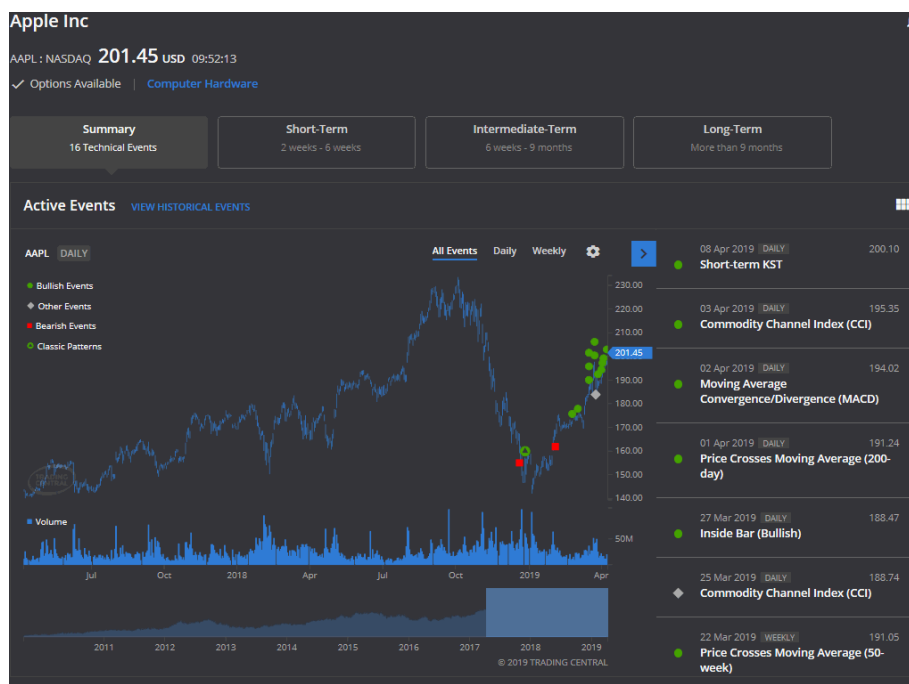 Apple Inc
AAPL : NASDAQ 201.45 USD 09:52:13
✓ Options Available | Computer Hardware
Summary
16 Technical Events
Short-Term
2 weeks - 6 weeks
Intermediate-Term
6 weeks - 9 months
Long-Term
More than 9 months
Active Events VIEW HISTORICAL EVENTS
AAPL DAILY
All Events Daily Weekly
Bullish Events
Other Events
Bearish Events
Classic Patterns
230.00
220.00
210.00
201.45
190.00
180.00
170.00
160.00
150.00
140.00
TRADING
CENTRAL
Volume
50M
Jul Oct 2018 Apr Jul Oct 2019 Apr
2011 2012 2013 2014 2015 2016 2017 2018 2019
© 2019 TRADING CENTRAL
08 Apr 2019 DAILY 200.10
Short-term KST
03 Apr 2019 DAILY 195.35
Commodity Channel Index (CCI)
02 Apr 2019 DAILY 194.02
Moving Average
Convergence/Divergence (MACD)
01 Apr 2019 DAILY 191.24
Price Crosses Moving Average (200-
day)
27 Mar 2019 DAILY 188.47
Inside Bar (Bullish)
25 Mar 2019 DAILY 188.74
Commodity Channel Index (CCI)
22 Mar 2019 WEEKLY 191.05
Price Crosses Moving Average (50-
week)